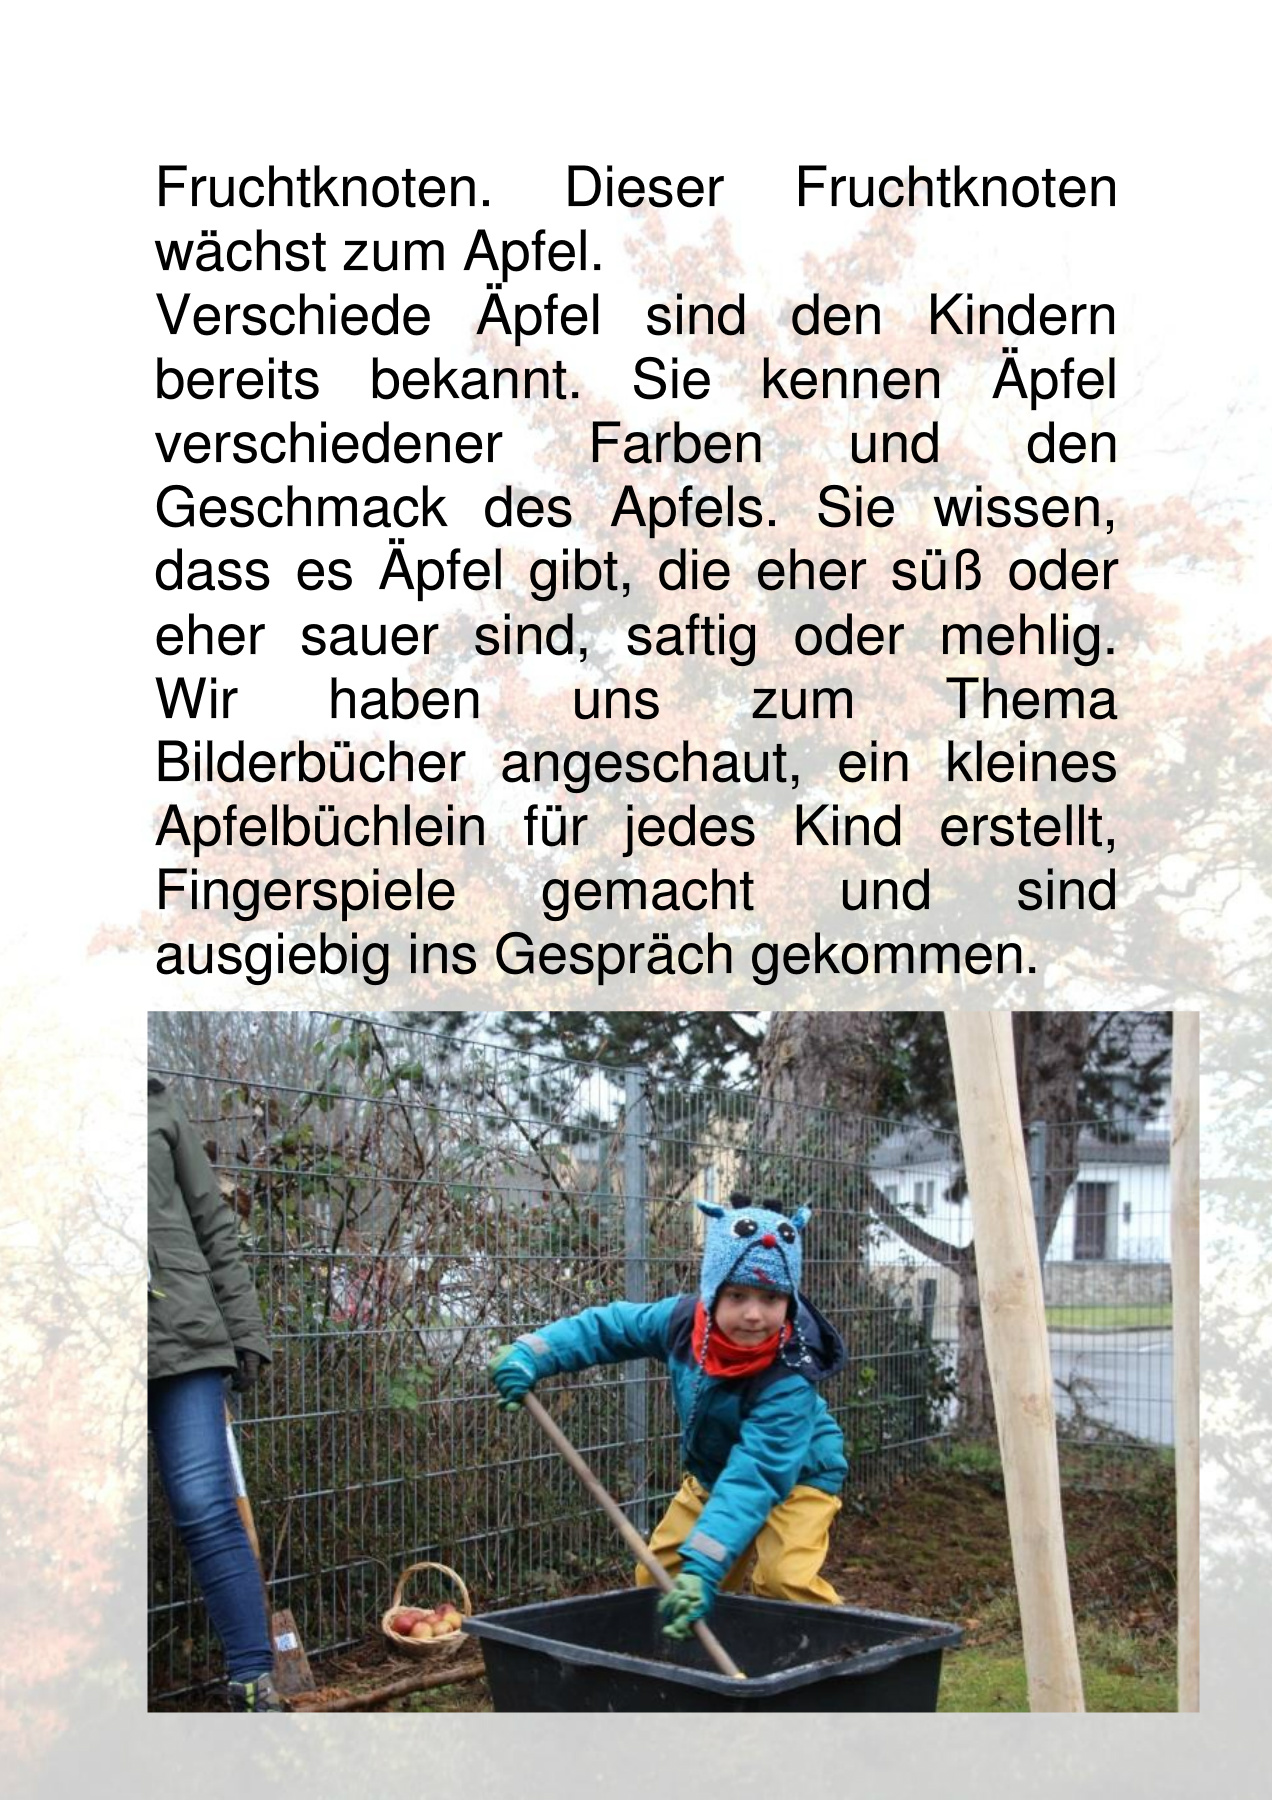 Fruchtknoten. Dieser Fruchtknoten
wächst zum Apfel.
Verschiede Äpfel sind den Kindern
bereits bekannt. Sie kennen Äpfel
verschiedener Farben und den
Geschmack des Apfels. Sie wissen,
dass es Äpfel gibt, die eher süß oder
eher sauer sind, saftig oder mehlig.
Wir haben uns zum Thema
Bilderbücher angeschaut, ein kleines
Apfelbüchlein für jedes Kind erstellt,
Fingerspiele gemacht und sind
ausgiebig ins Gespräch gekommen.